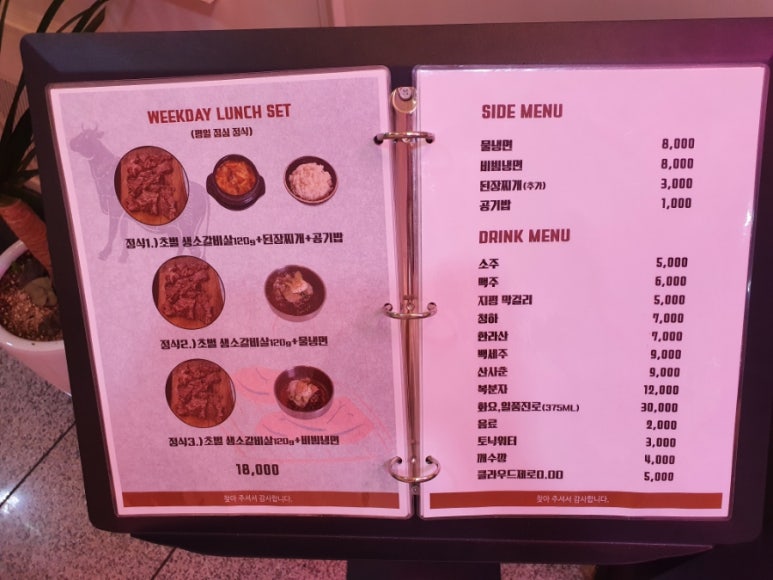 WEEKDAY LUNCH SET
(평일 점심 정식)
정식1.)초벌 생소갈비살120g+된장찌개+공기밥
정식2.)초벌 생소갈비살120g+물냉면
정식3.)초벌 생소갈비살120g+비빔냉면
18,000
찾아 주셔서 감사합니다.
SIDE MENU
물냉면 8,000
비빔냉면 8,000
된장찌개(추가) 3,000
공기밥 1,000
DRINK MENU
소주 5,000
맥주 6,000
지평 막걸리 5,000
청하 7,000
한라산 7,000
백세주 9,000
산사춘 9,000
복분자 12,000
화요,일품진로(375ML) 30,000
음료 2,000
토닉워터 3,000
깨수깡 4,000
클라우드제로0.00 5,000
찾아 주셔서 감사합니다.